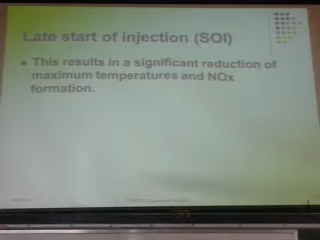 Late start of injection (SOI)
This results in a significant reduction of
maximum temperatures and NOx
formation.